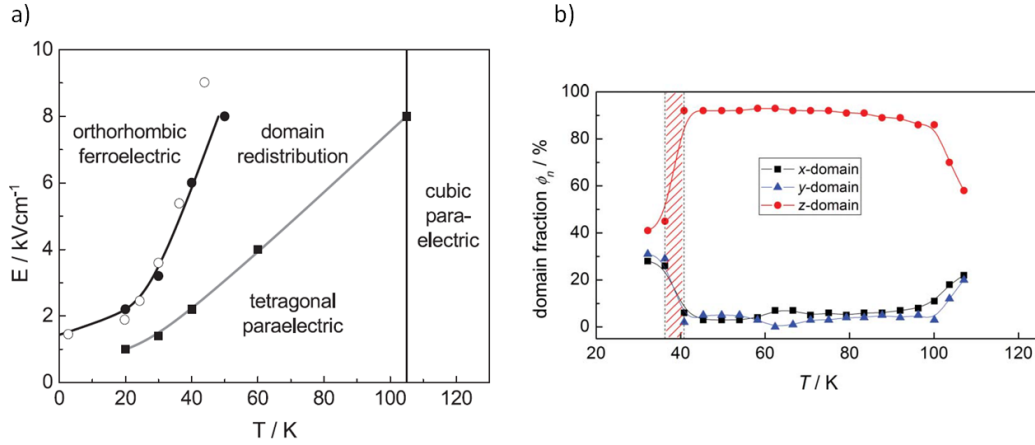 a)
10
8
6
4
2
0
E / kVcm-1
orthorhombic
ferroelectric
domain
redistribution
cubic
para-
electric
tetragonal
paraelectric
0 20 40 60 80 100 120
T / K
b)
100
80
60
40
20
0
domain fraction ϕn / %
x-domain
y-domain
z-domain
20 40 60 80 100 120
T / K